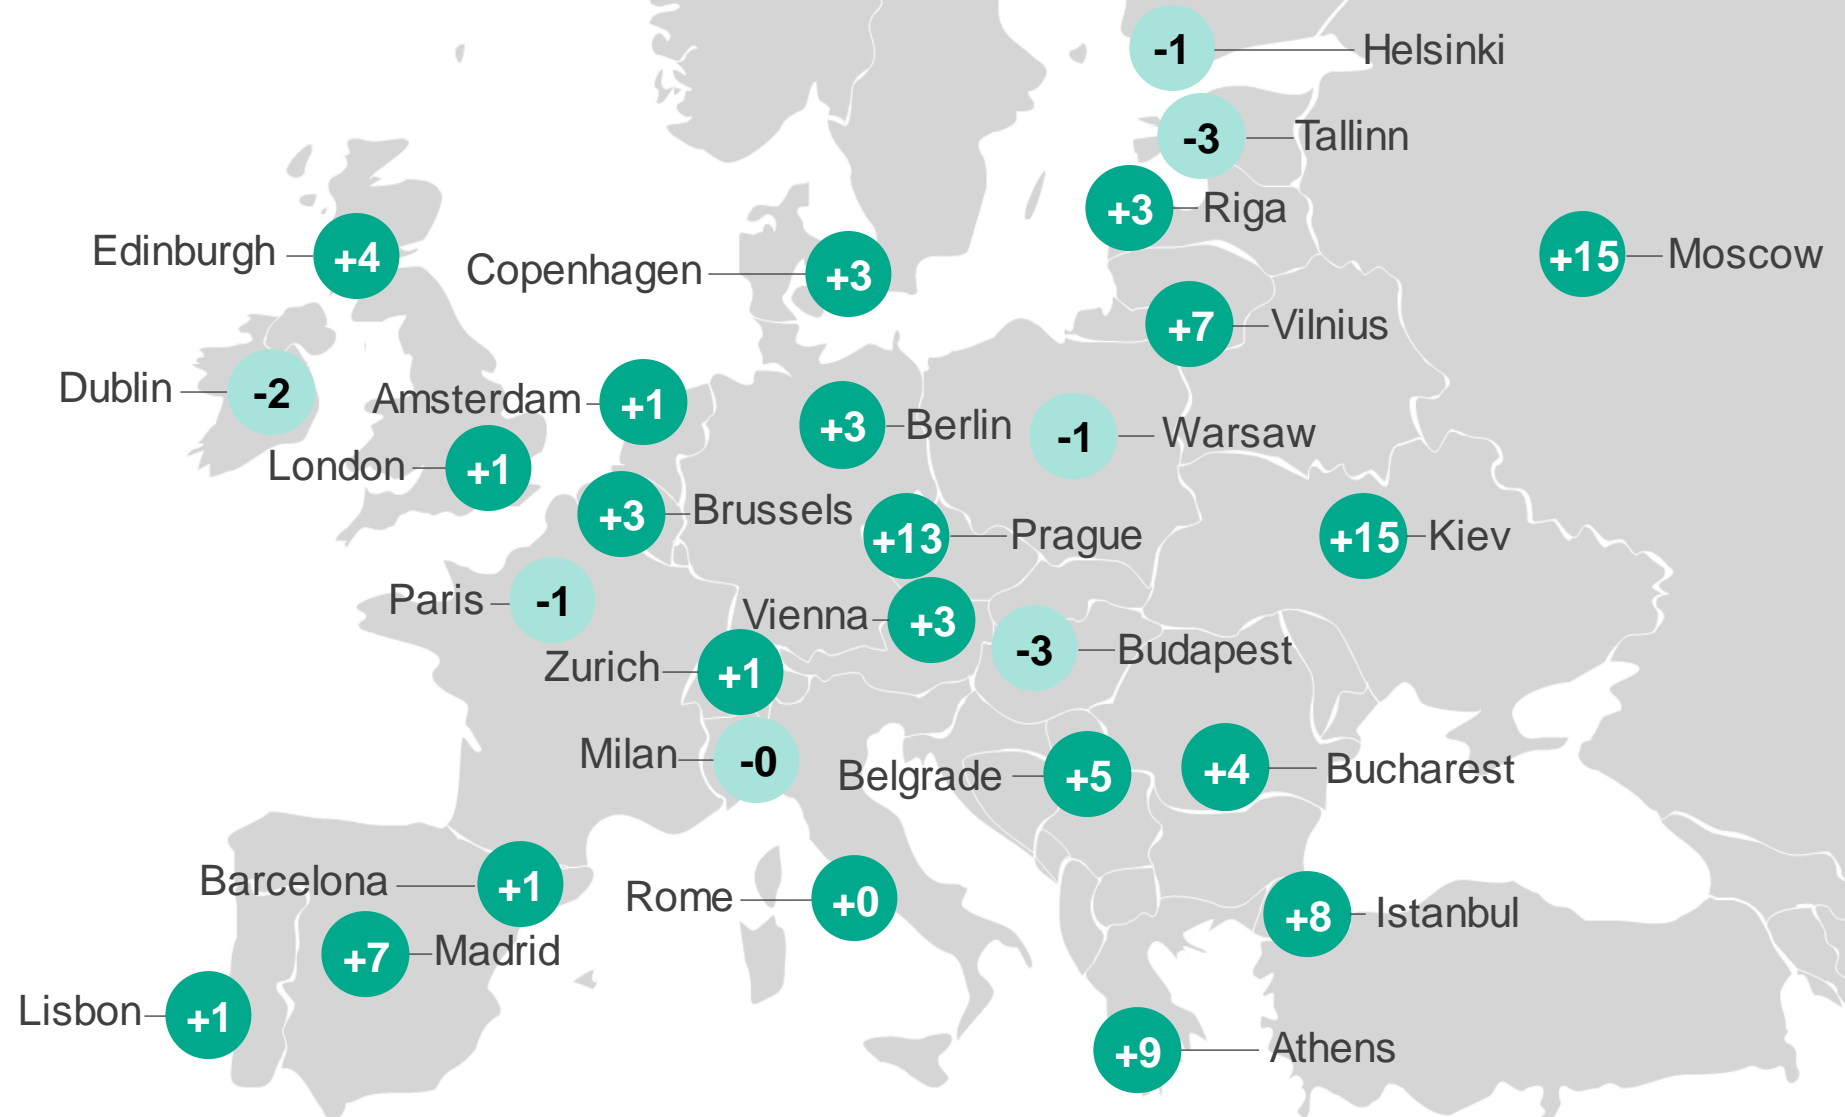 -1 Helsinki
-3 Tallinn
+3 Riga
Edinburgh +4
Copenhagen +3
+15 Moscow
+7 Vilnius
Dublin -2
Amsterdam +1
+3 Berlin
-1 Warsaw
London +1
+3 Brussels
+13 Prague
+15 Kiev
Paris -1
Vienna +3
-3 Budapest
Zurich +1
Milan -0
Belgrade +5
+4 Bucharest
Barcelona +1
Rome +0
+8 Istanbul
+7 Madrid
Lisbon +1
+9 Athens